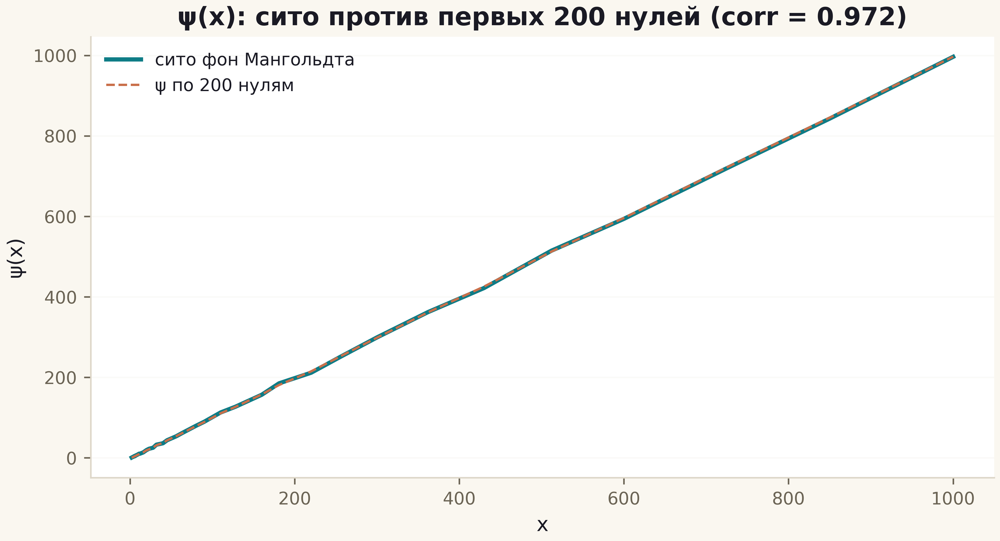 ψ(x): сито против первых 200 нулей (corr = 0.972)
сито фон Мангольдта
ψ по 200 нулям
1000
800
600
400
200
0
ψ(x)
0 200 400 600 800 1000
x